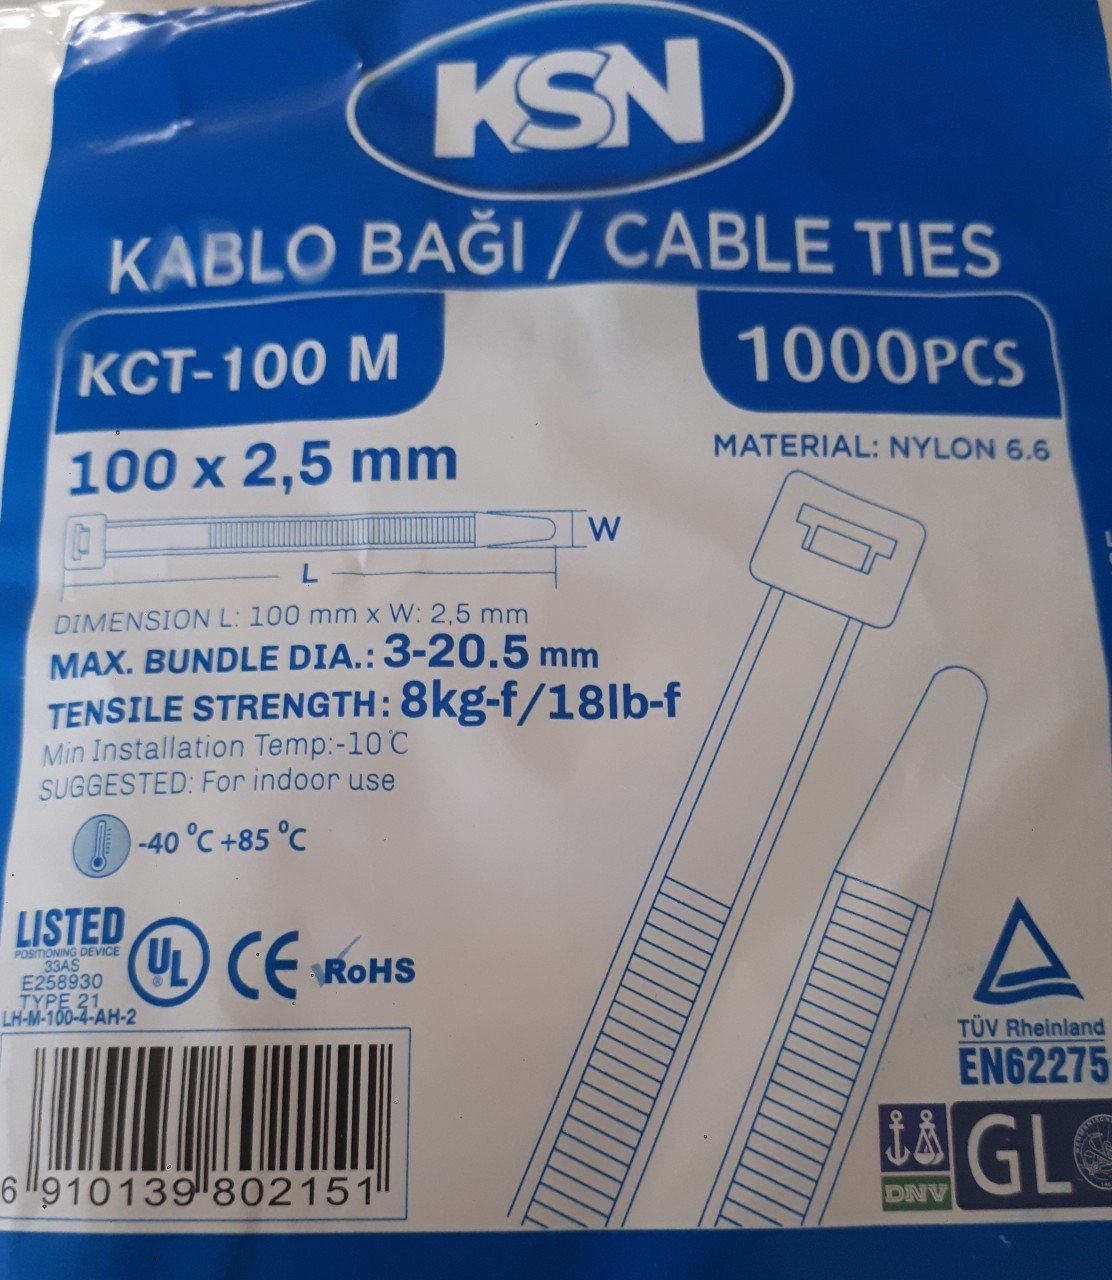 KSN
KABLO BAĞI / CABLE TIES
KCT-100 M
1000PCS
100 x 2,5 mm
MATERIAL: NYLON 6.6
W
L
DIMENSION L: 100 mm x W: 2,5 mm
MAX. BUNDLE DIA.: 3-20.5 mm
TENSILE STRENGTH: 8kg-f/18lb-f
Min Installation Temp:-10℃
SUGGESTED: For indoor use
-40 ⁰C +85 ⁰C
LISTED
POSITIONING DEVICE
33AS
E258930
TYPE 21
LH-M-100-4-AH-2
UL ®
CE
RoHS
TÜV Rheinland
EN62275
DNV
GL
6 910139 802151